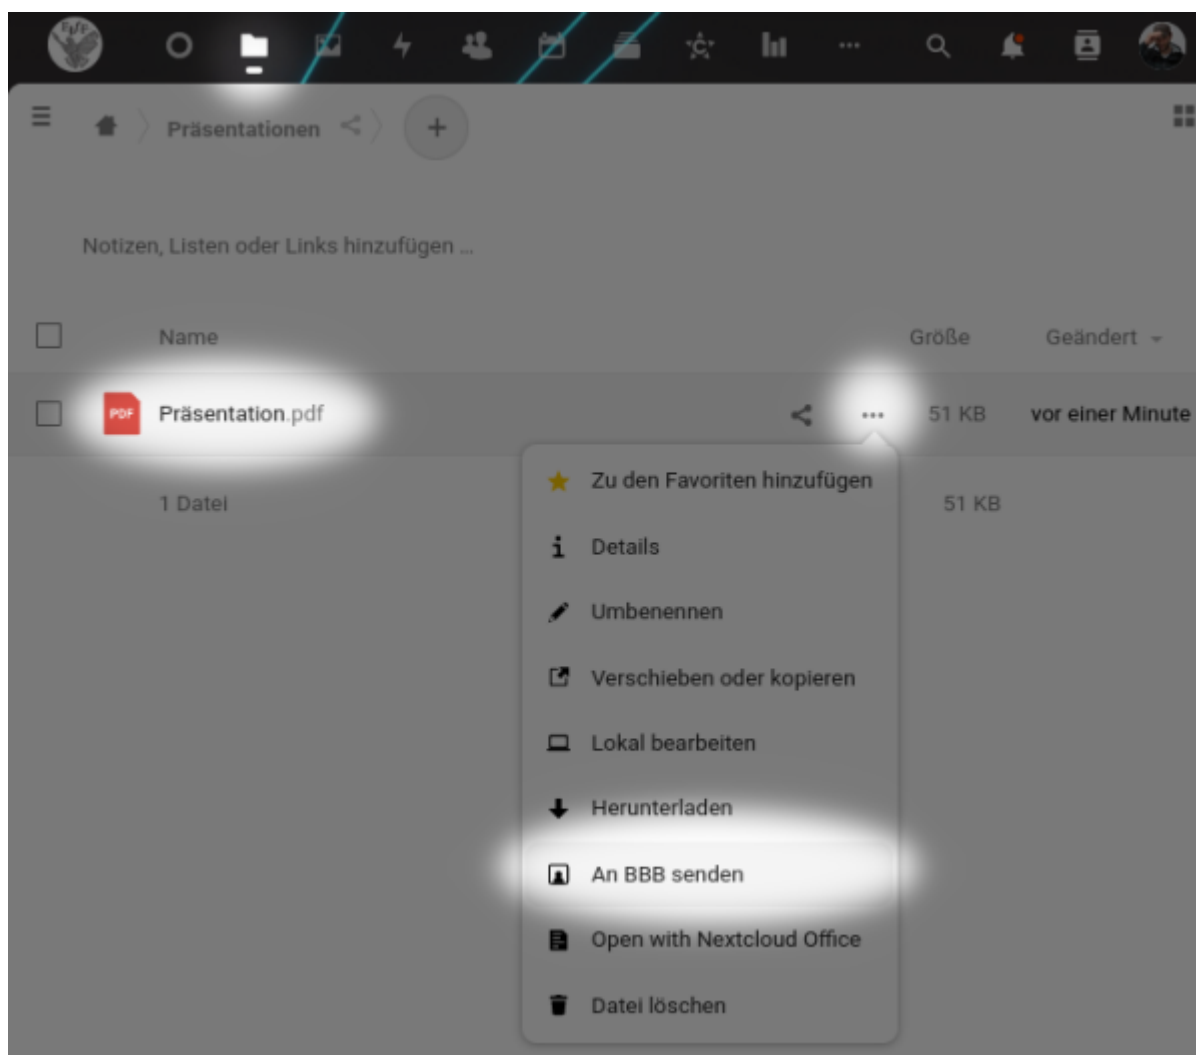 FIfF
Präsentationen
Notizen, Listen oder Links hinzufügen ...
Name Größe Geändert
PDF Präsentation.pdf 51 KB vor einer Minute
1 Datei 51 KB
Zu den Favoriten hinzufügen
Details
Umbenennen
Verschieben oder kopieren
Lokal bearbeiten
Herunterladen
An BBB senden
Open with Nextcloud Office
Datei löschen